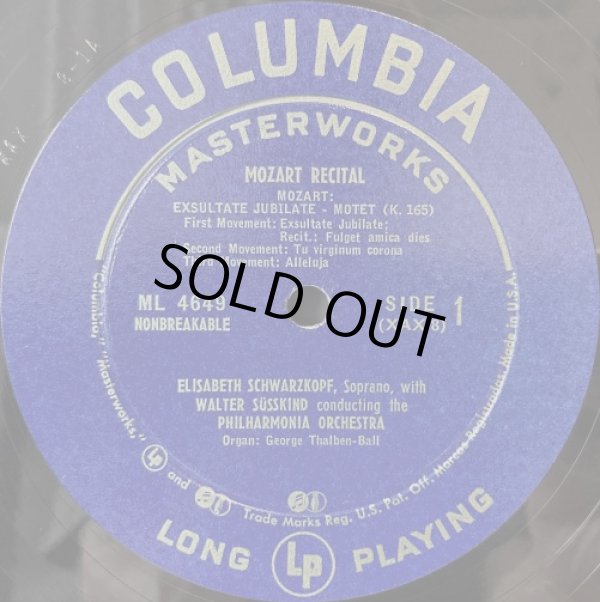 COLUMBIA
MASTERWORKS
MOZART RECITAL
MOZART:
EXSULTATE JUBILATE - MOTET (K. 165)
First Movement: Exsultate Jubilate;
Recit.: Fulget amica dies
Second Movement: Tu virginum corona
Third Movement: Alleluja
SOLD OUT
ML 4649
NONBREAKABLE
SIDE 1
ELISABETH SCHWARZKOPF, Soprano, with
WALTER SÜSSKIND conducting the
PHILHARMONIA ORCHESTRA
Organ: George Thalben-Ball
"Columbia," "Masterworks," Lp and Trade Marks Reg. U.S. Pat. Off. Marcas Registradas Made in U.S.A.
LONG Lp PLAYING